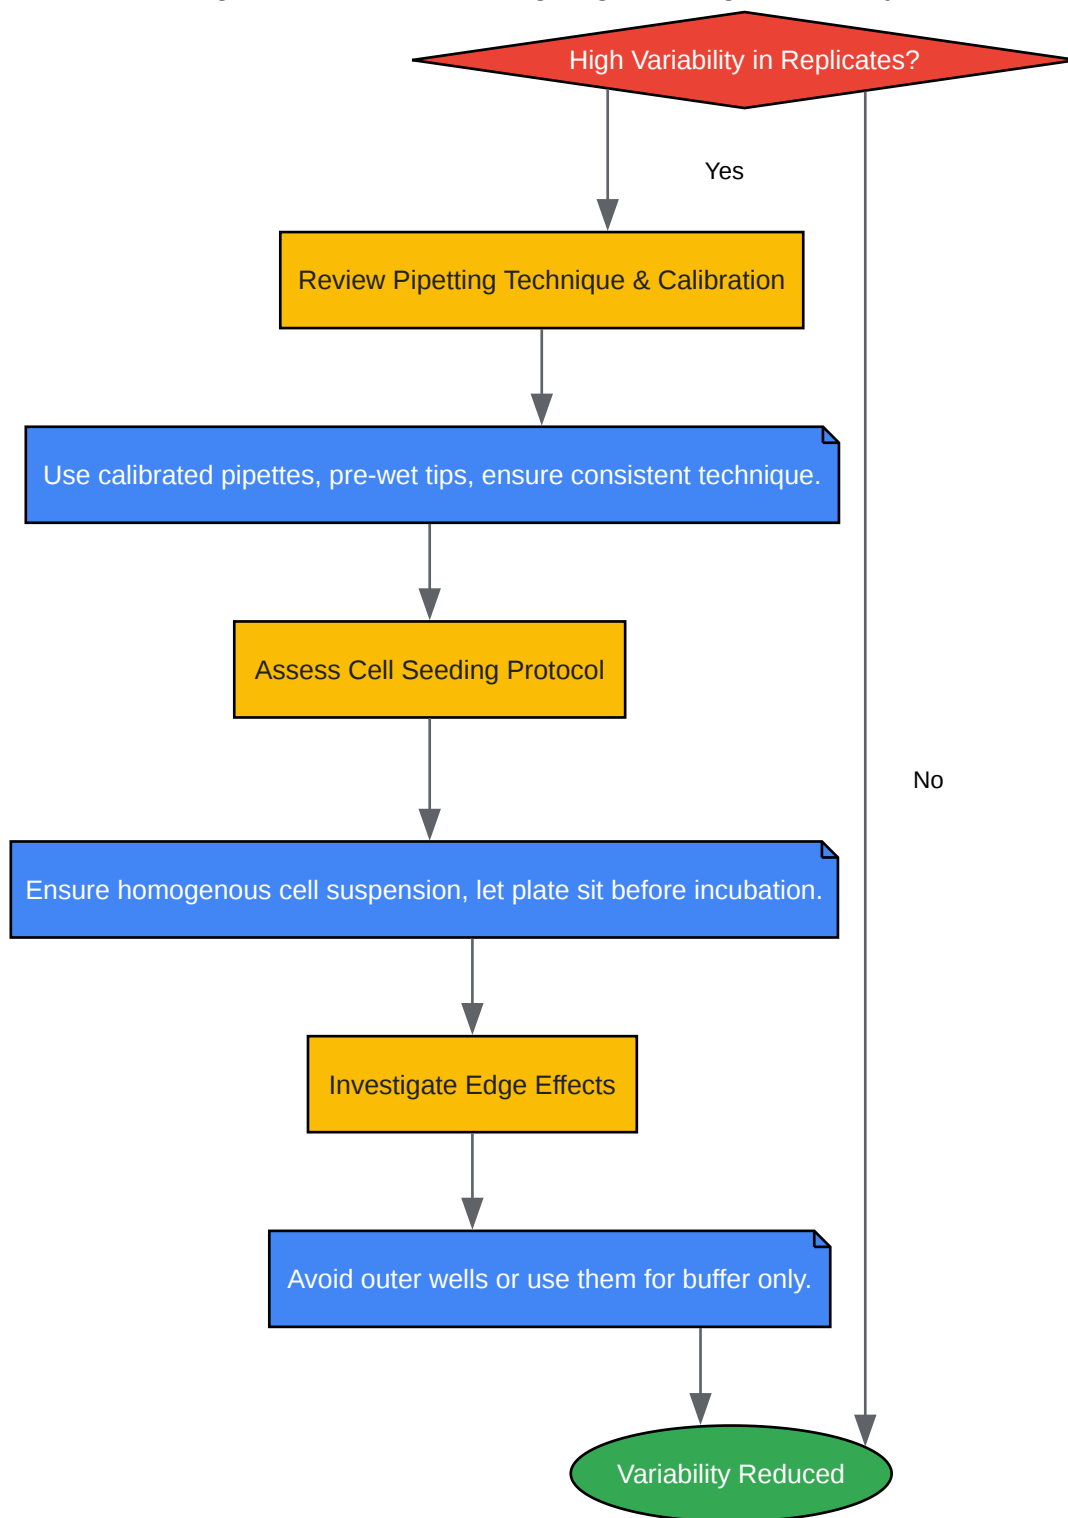 High Variability in Replicates?
Yes
Review Pipetting Technique & Calibration
Use calibrated pipettes, pre-wet tips, ensure consistent technique.
Assess Cell Seeding Protocol
No
Ensure homogenous cell suspension, let plate sit before incubation.
Investigate Edge Effects
Avoid outer wells or use them for buffer only.
Variability Reduced